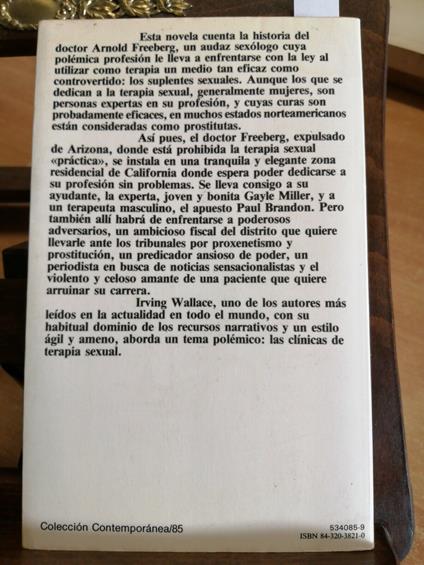 Esta novela cuenta la historia del
doctor Arnold Freeberg, un audaz sexólogo cuya
polémica profesión le lleva a enfrentarse con la ley al
utilizar como terapia un medio tan eficaz como
controvertido: los suplentes sexuales. Aunque los que se
dedican a la terapia sexual, generalmente mujeres, son
son personas expertas en su profesión, y cuyas curas son
probadamente eficaces, en muchos estados norteamericanos
están consideradas como prostitutas.
Así pues, el doctor Freeberg, expulsado
de Arizona, donde está prohibida la terapia sexual
«práctica», se instala en una tranquila y elegante zona
residencial de California donde espera poder dedicarse a
su profesión sin problemas. Se lleva consigo a su
ayudante, la experta, joven y bonita Gayle Miller, y a
un terapeuta masculino, el apuesto Paul Brandon. Pero
también allí habrá de enfrentarse a poderosos
adversarios, un ambicioso fiscal del distrito que quiere
llevarle ante los tribunales por proxenetismo y
prostitución, un predicador ansioso de poder, un
periodista en busca de noticias sensacionalistas y el
violento y celoso amante de una paciente que quiere
arruinar su carrera.
Irving Wallace, uno de los autores más
leídos en la actualidad en todo el mundo, con su
habitual dominio de los recursos narrativos y un estilo
ágil y ameno, aborda un tema polémico: las clínicas de
terapia sexual.
Colección Contemporánea/85
534085-9
ISBN 84-320-3821-0